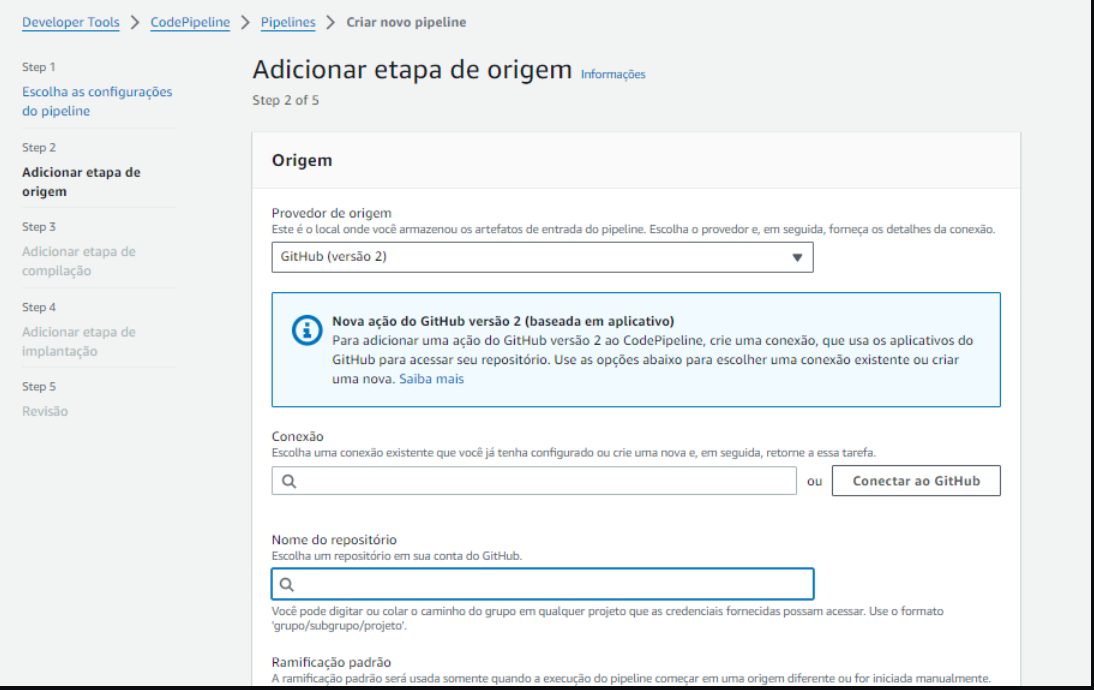 Developer Tools > CodePipeline > Pipelines > Criar novo pipeline
Step 1
Escolha as configurações
do pipeline
Step 2
Adicionar etapa de
origem
Step 3
Adicionar etapa de
compilação
Step 4
Adicionar etapa de
implantação
Step 5
Revisão
Adicionar etapa de origem Informações
Step 2 of 5
Origem
Provedor de origem
Este é o local onde você armazenou os artefatos de entrada do pipeline. Escolha o provedor e, em seguida, forneça os detalhes da conexão.
GitHub (versão 2)
Nova ação do GitHub versão 2 (baseada em aplicativo)
Para adicionar uma ação do GitHub versão 2 ao CodePipeline, crie uma conexão, que usa os aplicativos do
GitHub para acessar seu repositório. Use as opções abaixo para escolher uma conexão existente ou criar
uma nova. Saiba mais
Conexão
Escolha uma conexão existente que você já tenha configurado ou crie uma nova e, em seguida, retorne a essa tarefa.
ou Conectar ao GitHub
Nome do repositório
Escolha um repositório em sua conta do GitHub.
Você pode digitar ou colar o caminho do grupo em qualquer projeto que as credenciais fornecidas possam acessar. Use o formato
'grupo/subgrupo/projeto'.
Ramificação padrão
A ramificação padrão será usada somente quando a execução do pipeline começar em uma origem diferente ou for iniciada manualmente.